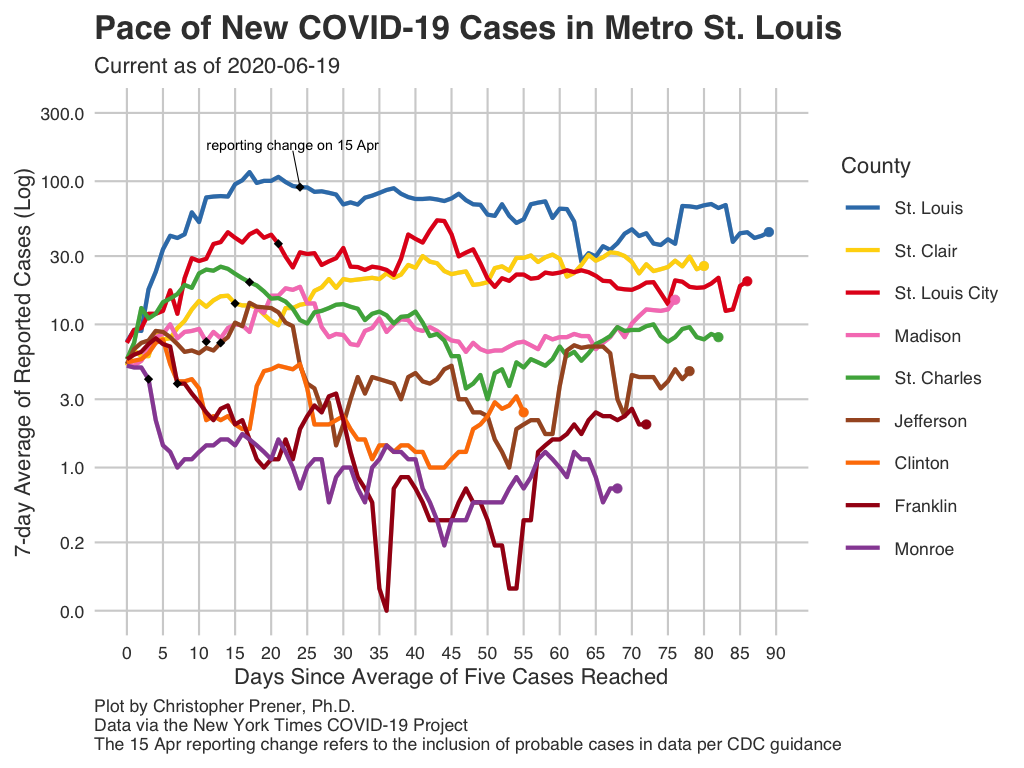 Pace of New COVID-19 Cases in Metro St. Louis
Current as of 2020-06-19
7-day Average of Reported Cases (Log)
300.0
100.0
30.0
10.0
3.0
1.0
0.2
0.0
reporting change on 15 Apr
0 5 10 15 20 25 30 35 40 45 50 55 60 65 70 75 80 85 90
Days Since Average of Five Cases Reached
County
St. Louis
St. Clair
St. Louis City
Madison
St. Charles
Jefferson
Clinton
Franklin
Monroe
Plot by Christopher Prener, Ph.D.
Data via the New York Times COVID-19 Project
The 15 Apr reporting change refers to the inclusion of probable cases in data per CDC guidance